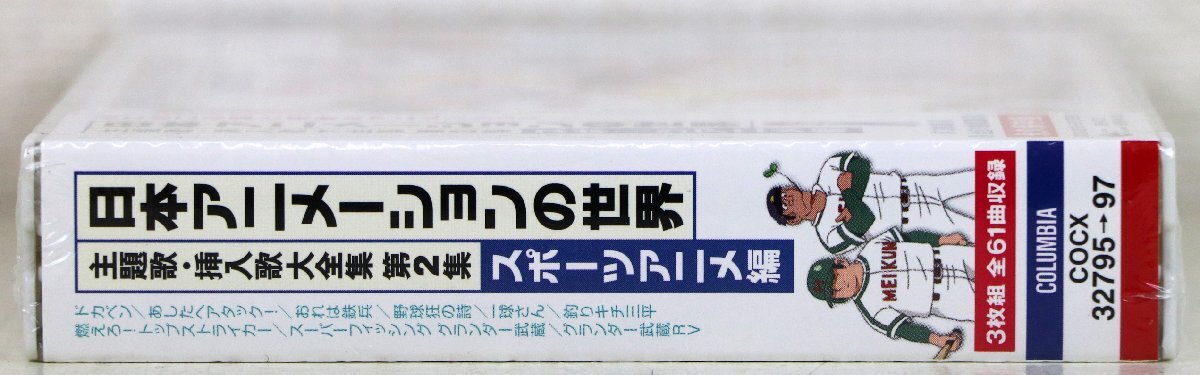 日本アニメーションの世界
主題歌・挿入歌大全集 第2集
スポーツアニメ編
ドカベン/あしたへアタック!/おれは鉄兵/野球狂の詩/一球さん/釣りキチ三平
燃えろ!トップストライカー/スーパーフィッシング グランダー武蔵/グランダー武蔵RV
MEIKUN
3枚組 全61曲収録
COLUMBIA
COCX
32795→97